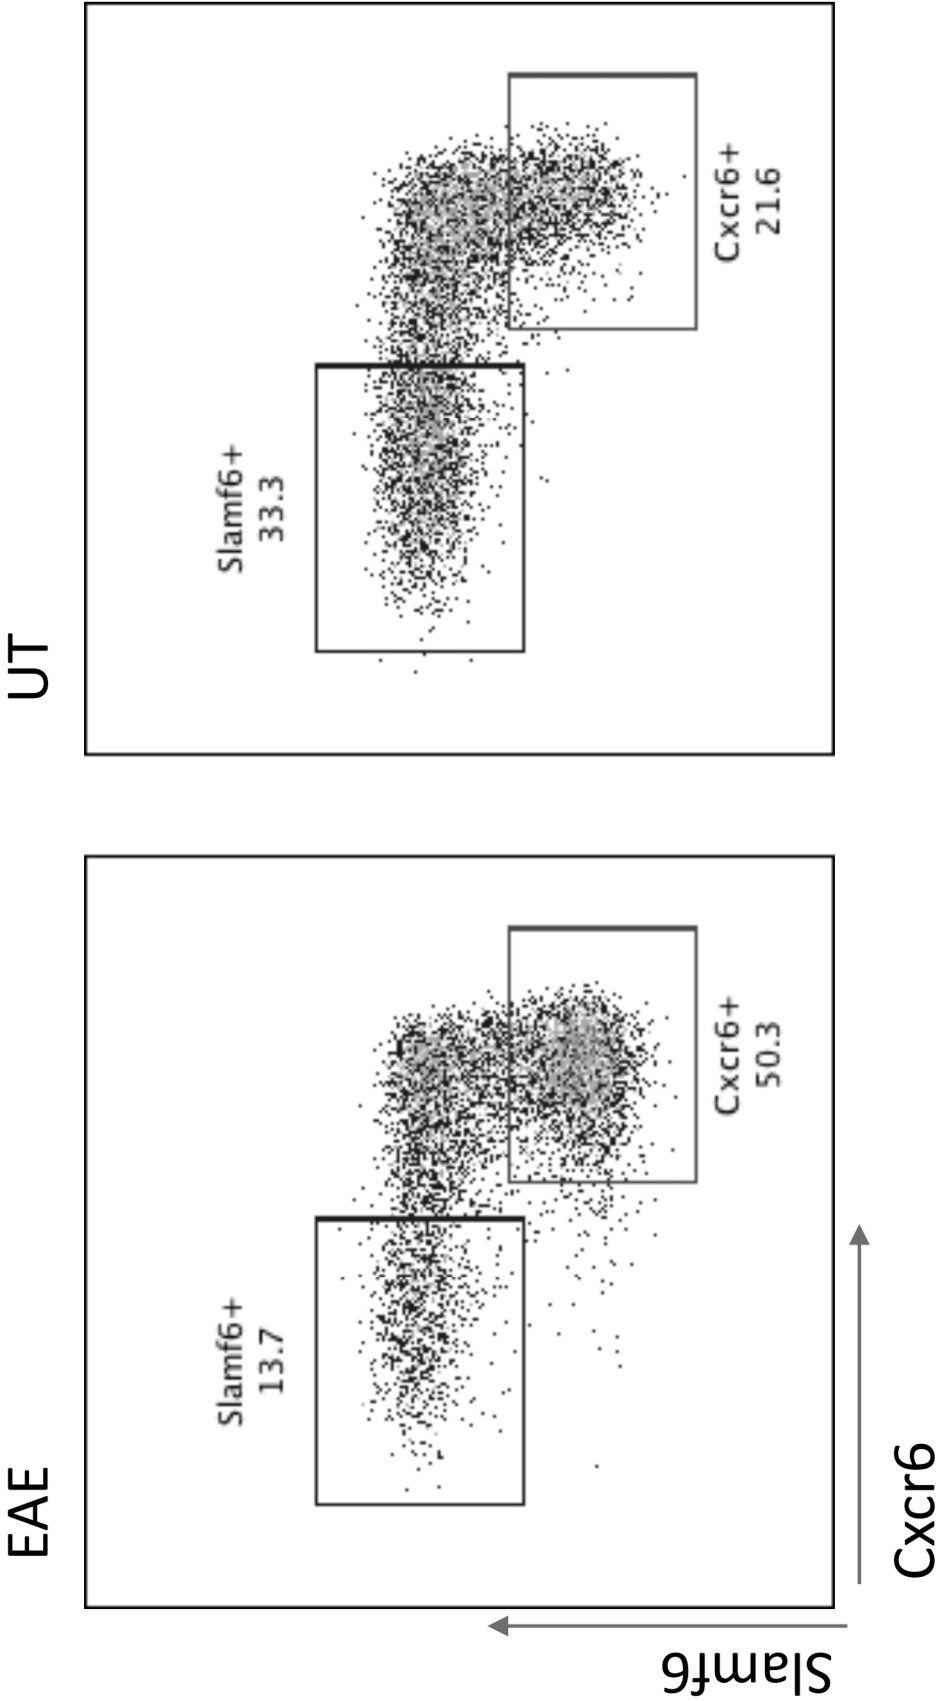 EAE
UT
Slamf6+
13.7
Cxcr6+
50.3
Slamf6+
33.3
Cxcr6+
21.6
Slamf6
Cxcr6